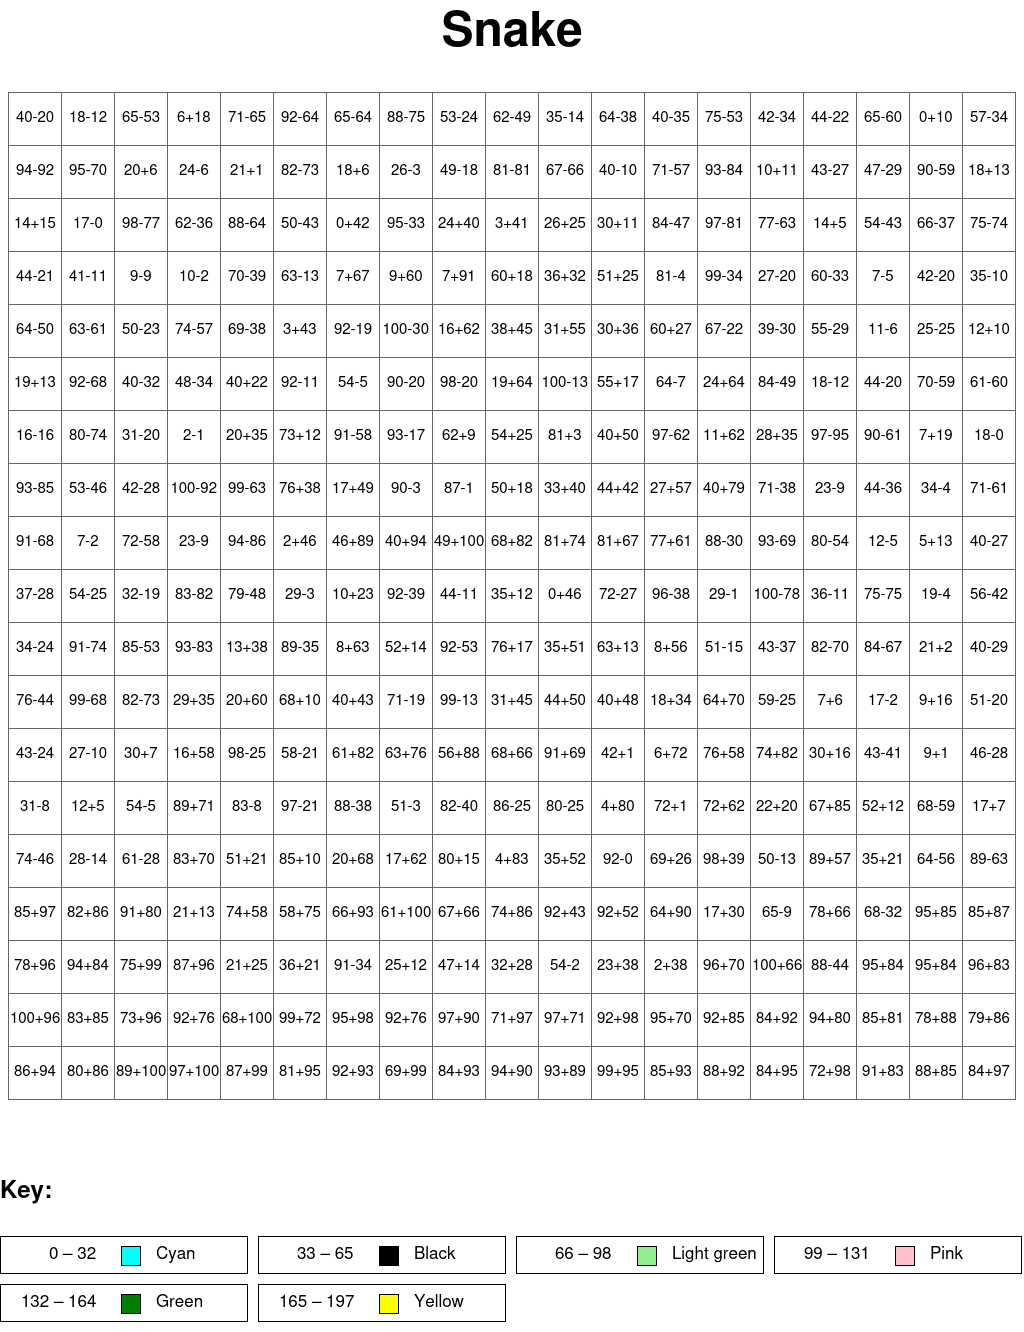 Snake
40-20 18-12 65-53 6+18 71-65 92-64 65-64 88-75 53-24 62-49 35-14 64-38 40-35 75-53 42-34 44-22 65-60 0+10 57-34
94-92 95-70 20+6 24-6 21+1 82-73 18+6 26-3 49-18 81-81 67-66 40-10 71-57 93-84 10+11 43-27 47-29 90-59 18+13
14+15 17-0 98-77 62-36 88-64 50-43 0+42 95-33 24+40 3+41 26+25 30+11 84-47 97-81 77-63 14+5 54-43 66-37 75-74
44-21 41-11 9-9 10-2 70-39 63-13 7+67 9+60 7+91 60+18 36+32 51+25 81-4 99-34 27-20 60-33 7-5 42-20 35-10
64-50 63-61 50-23 74-57 69-38 3+43 92-19 100-30 16+62 38+45 31+55 30+36 60+27 67-22 39-30 55-29 11-6 25-25 12+10
19+13 92-68 40-32 48-34 40+22 92-11 54-5 90-20 98-20 19+64 100-13 55+17 64-7 24+64 84-49 18-12 44-20 70-59 61-60
16-16 80-74 31-20 2-1 20+35 73+12 91-58 93-17 62+9 54+25 81+3 40+50 97-62 11+62 28+35 97-95 90-61 7+19 18-0
93-85 53-46 42-28 100-92 99-63 76+38 17+49 90-3 87-1 50+18 33+40 44+42 27+57 40+79 71-38 23-9 44-36 34-4 71-61
91-68 7-2 72-58 23-9 94-86 2+46 46+89 40+94 49+100 68+82 81+74 81+67 77+61 88-30 93-69 80-54 12-5 5+13 40-27
37-28 54-25 32-19 83-82 79-48 29-3 10+23 92-39 44-11 35+12 0+46 72-27 96-38 29-1 100-78 36-11 75-75 19-4 56-42
34-24 91-74 85-53 93-83 13+38 89-35 8+63 52+14 92-53 76+17 35+51 63+13 8+56 51-15 43-37 82-70 84-67 21+2 40-29
76-44 99-68 82-73 29+35 20+60 68+10 40+43 71-19 99-13 31+45 44+50 40+48 18+34 64+70 59-25 7+6 17-2 9+16 51-20
43-24 27-10 30+7 16+58 98-25 58-21 61+82 63+76 56+88 68+66 91+69 42+1 6+72 76+58 74+82 30+16 43-41 9+1 46-28
31-8 12+5 54-5 89+71 83-8 97-21 88-38 51-3 82-40 86-25 80-25 4+80 72+1 72+62 22+20 67+85 52+12 68-59 17+7
74-46 28-14 61-28 83+70 51+21 85+10 20+68 17+62 80+15 4+83 35+52 92-0 69+26 98+39 50-13 89+57 35+21 64-56 89-63
85+97 82+86 91+80 21+13 74+58 58+75 66+93 61+100 67+66 74+86 92+43 92+52 64+90 17+30 65-9 78+66 68-32 95+85 85+87
78+96 94+84 75+99 87+96 21+25 36+21 91-34 25+12 47+14 32+28 54-2 23+38 2+38 96+70 100+66 88-44 95+84 95+84 96+83
100+96 83+85 73+96 92+76 68+100 99+72 95+98 92+76 97+90 71+97 97+71 92+98 95+70 92+85 84+92 94+80 85+81 78+88 79+86
86+94 80+86 89+100 97+100 87+99 81+95 92+93 69+99 84+93 94+90 93+89 99+95 85+93 88+92 84+95 72+98 91+83 88+85 84+97
Key:
0 – 32 Cyan 33 – 65 Black 66 – 98 Light green 99 – 131 Pink
132 – 164 Green 165 – 197 Yellow